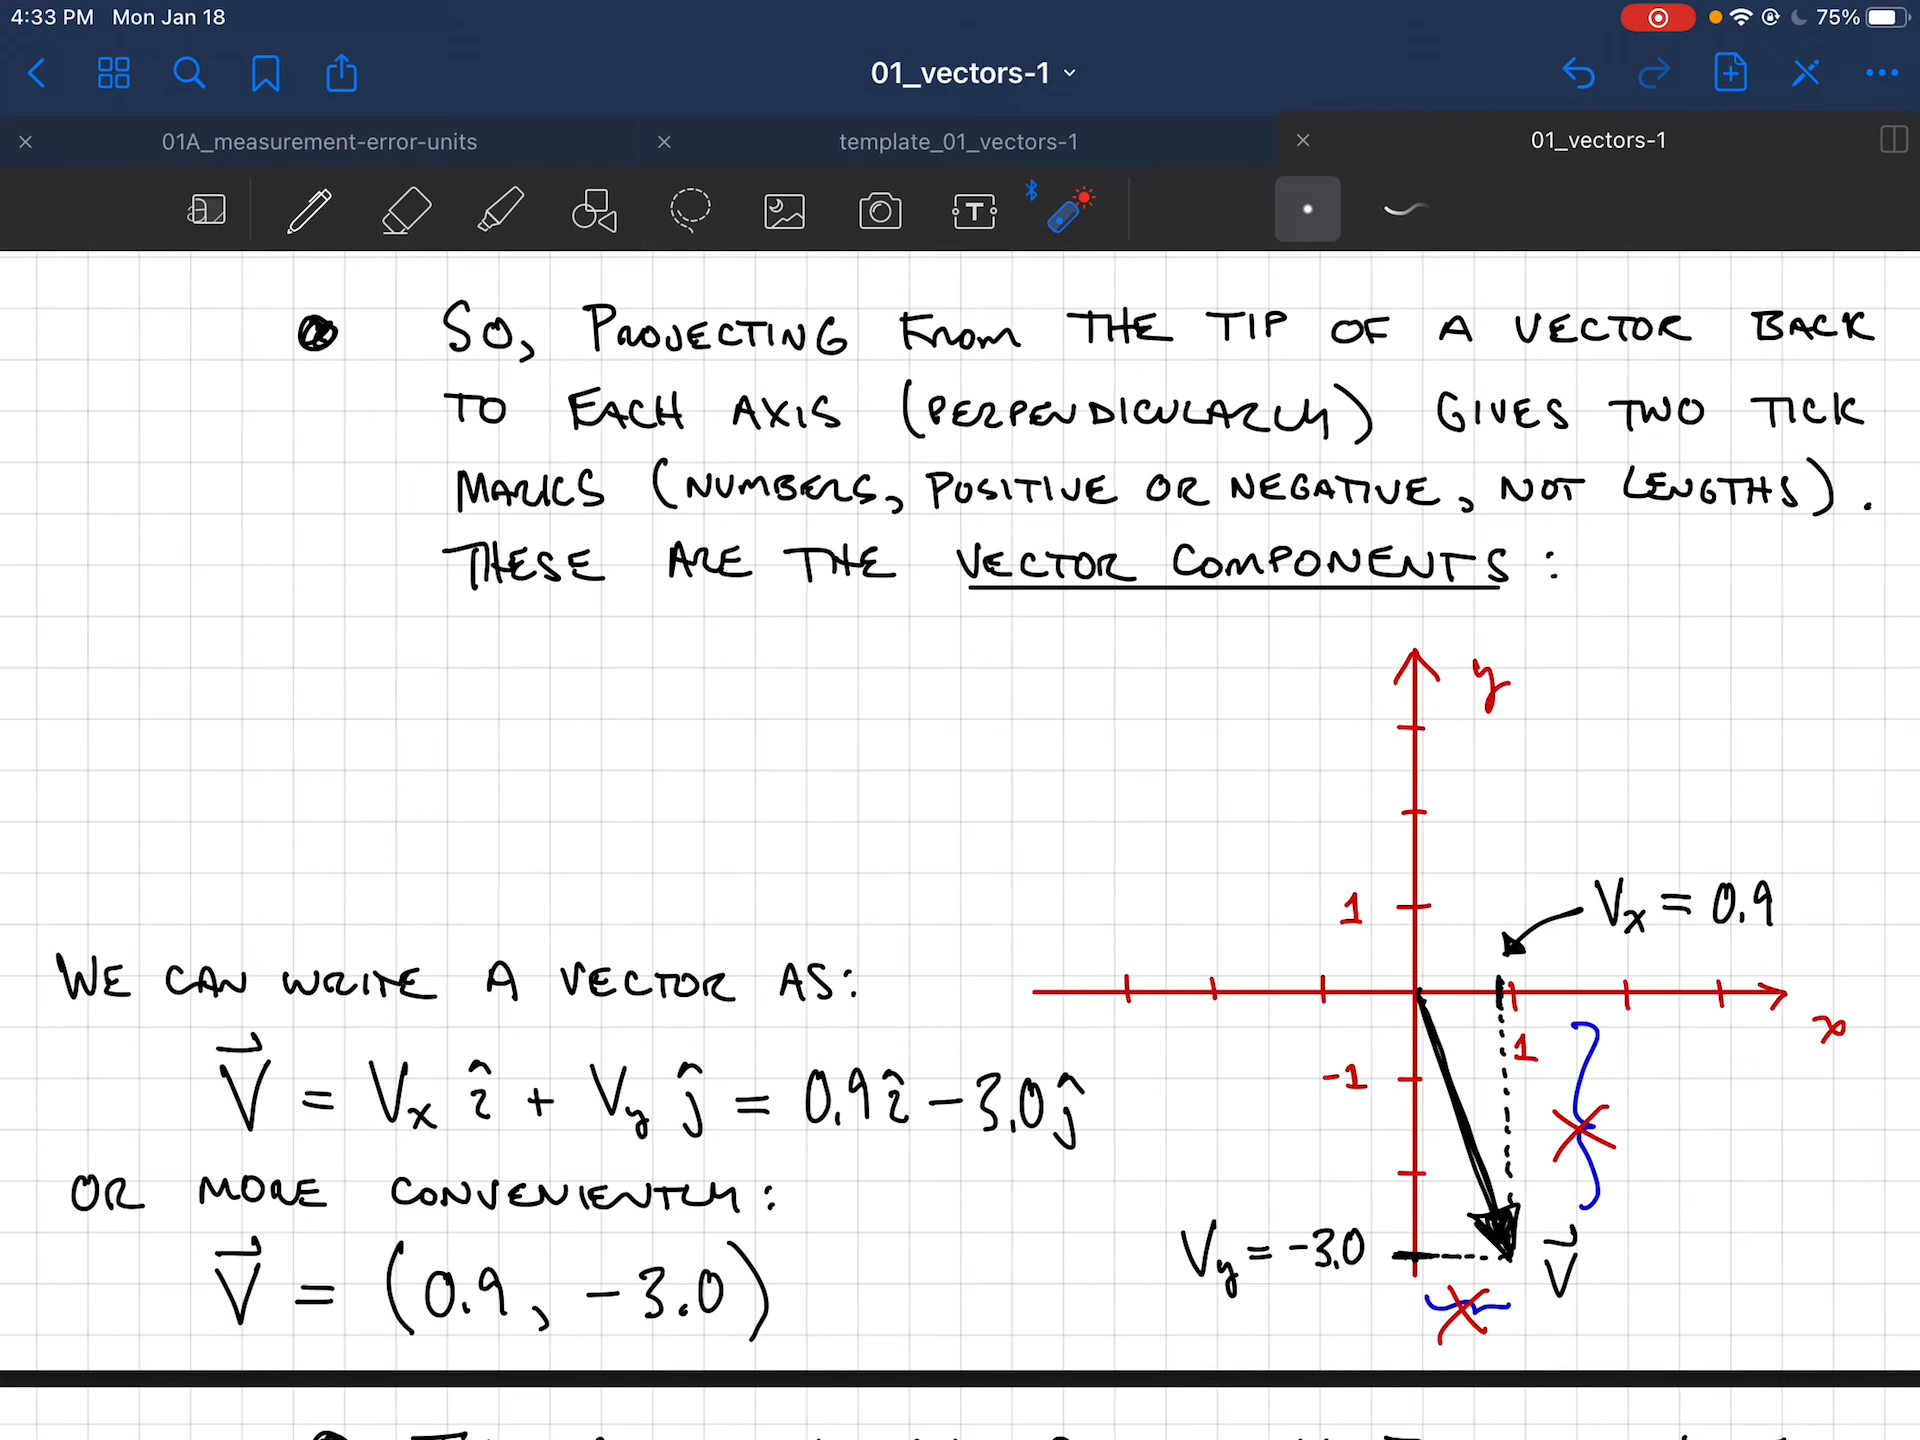 4:33 PM Mon Jan 18
75%
01_vectors-1
01A_measurement-error-units
template_01_vectors-1
01_vectors-1
T
SO, PROJECTING FROM THE TIP OF A VECTOR BACK
TO EACH AXIS (PERPENDICULARLY) GIVES TWO TICK
MARKS (NUMBERS, POSITIVE OR NEGATIVE, NOT LENGTHS).
THESE ARE THE VECTOR COMPONENTS:
y
1
Vₓ = 0.9
x
1
-1
V_y = -3.0
V⃗
WE CAN WRITE A VECTOR AS:
V⃗ = Vₓ î + V_y ĵ = 0.9î - 3.0ĵ
OR MORE CONVENIENTLY:
V⃗ = (0.9, -3.0)